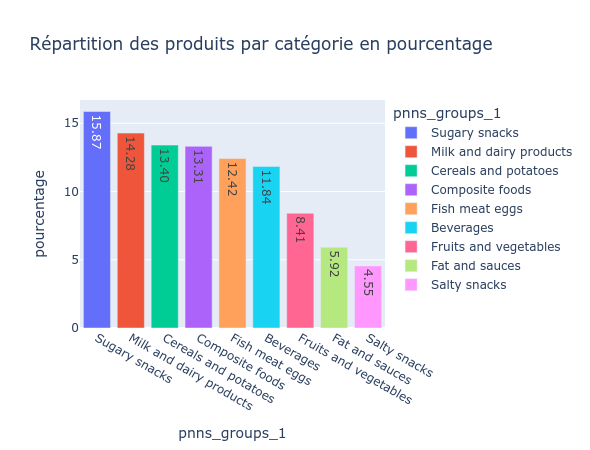 Répartition des produits par catégorie en pourcentage
pourcentage
15
10
5
0
15.87
14.28
13.40
13.31
12.42
11.84
8.41
5.92
4.55
Sugary snacks
Milk and dairy products
Cereals and potatoes
Composite foods
Fish meat eggs
Beverages
Fruits and vegetables
Fat and sauces
Salty snacks
pnns_groups_1
pnns_groups_1
Sugary snacks
Milk and dairy products
Cereals and potatoes
Composite foods
Fish meat eggs
Beverages
Fruits and vegetables
Fat and sauces
Salty snacks